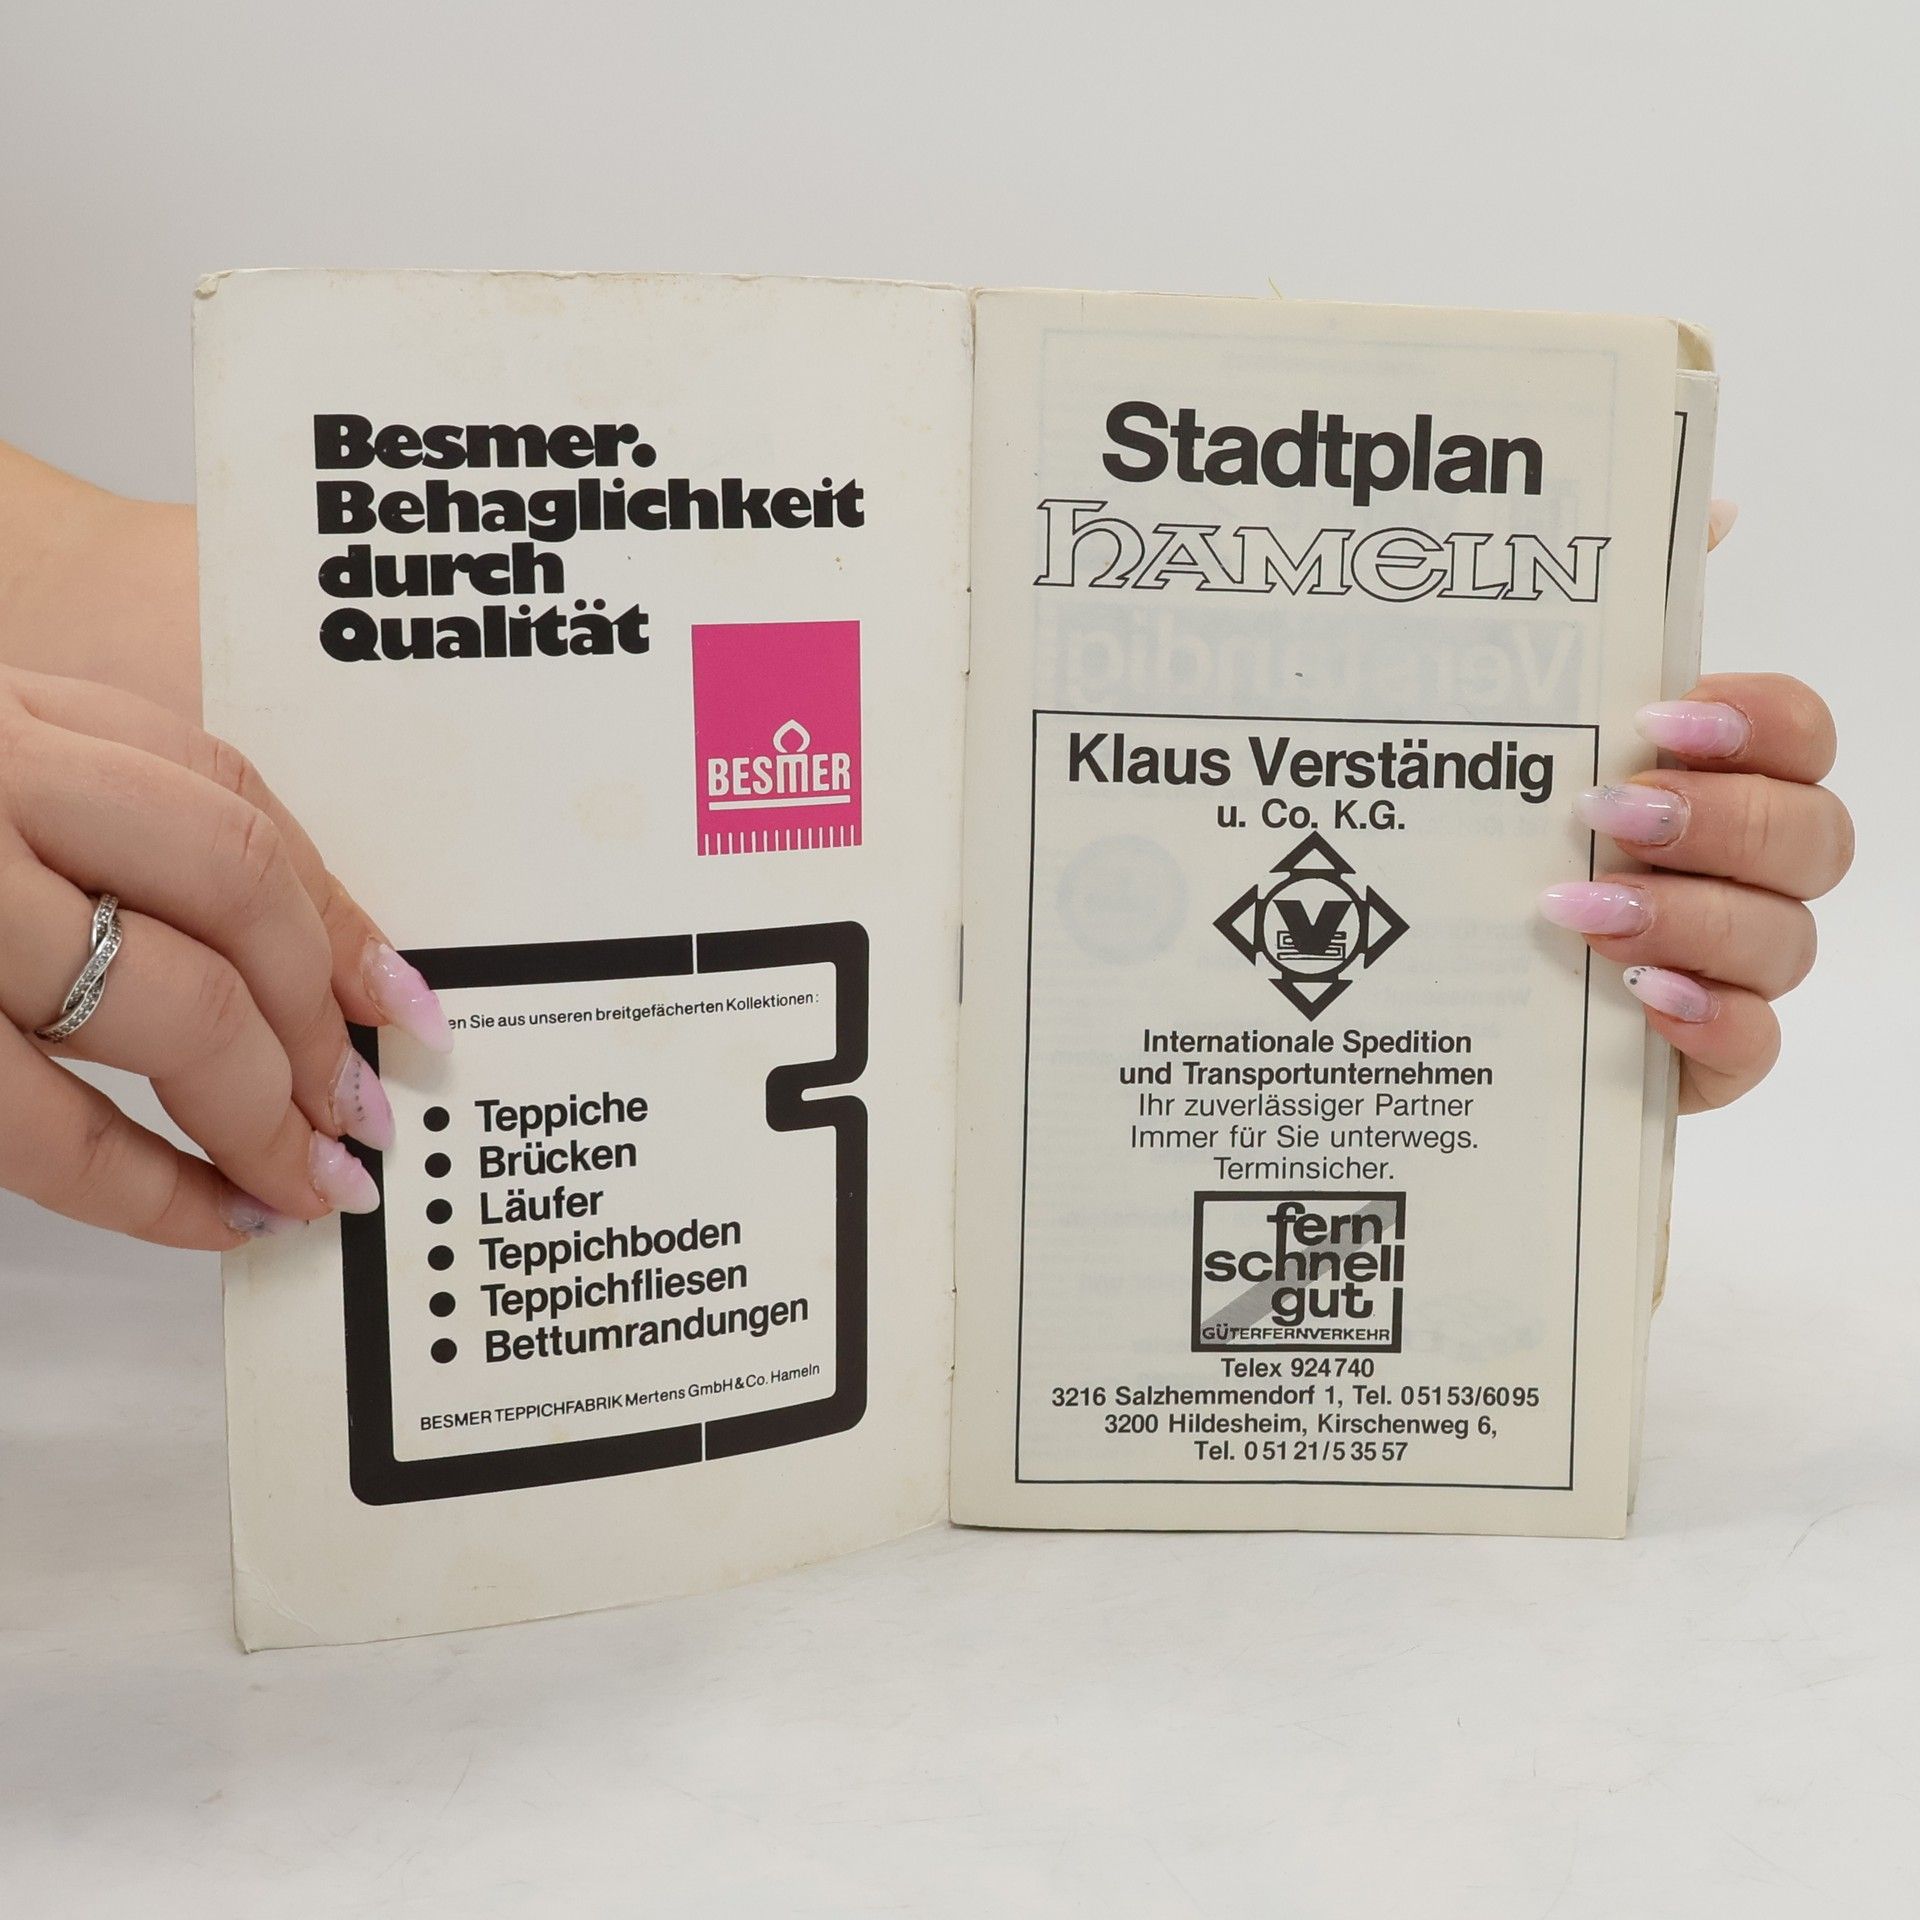 Besmer.
Behaglichkeit
durch
Qualität
BESMER
en Sie aus unseren breitgefächerten Kollektionen:
● Teppiche
● Brücken
● Läufer
● Teppichboden
● Teppichfliesen
● Bettumrandungen
BESMER TEPPICHFABRIK Mertens GmbH & Co. Hameln
Stadtplan
HAMELN
Klaus Verständig
u. Co. K.G.
V
Internationale Spedition
und Transportunternehmen
Ihr zuverlässiger Partner
Immer für Sie unterwegs.
Terminsicher.
fern
schnell
gut
GÜTERFERNVERKEHR
Telex 924740
3216 Salzhemmendorf 1, Tel. 05153/6095
3200 Hildesheim, Kirschenweg 6,
Tel. 05121/53557